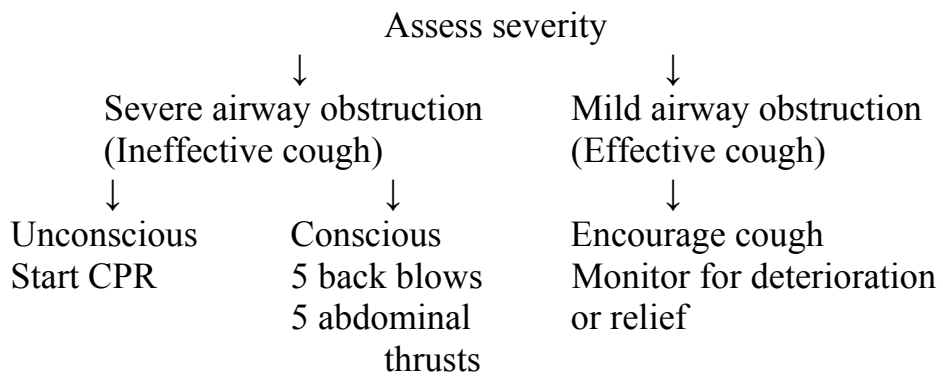 Assess severity
↓ ↓
Severe airway obstruction Mild airway obstruction
(Ineffective cough) (Effective cough)
↓ ↓ ↓
Unconscious Conscious Encourage cough
Start CPR 5 back blows Monitor for deterioration
5 abdominal or relief
thrusts